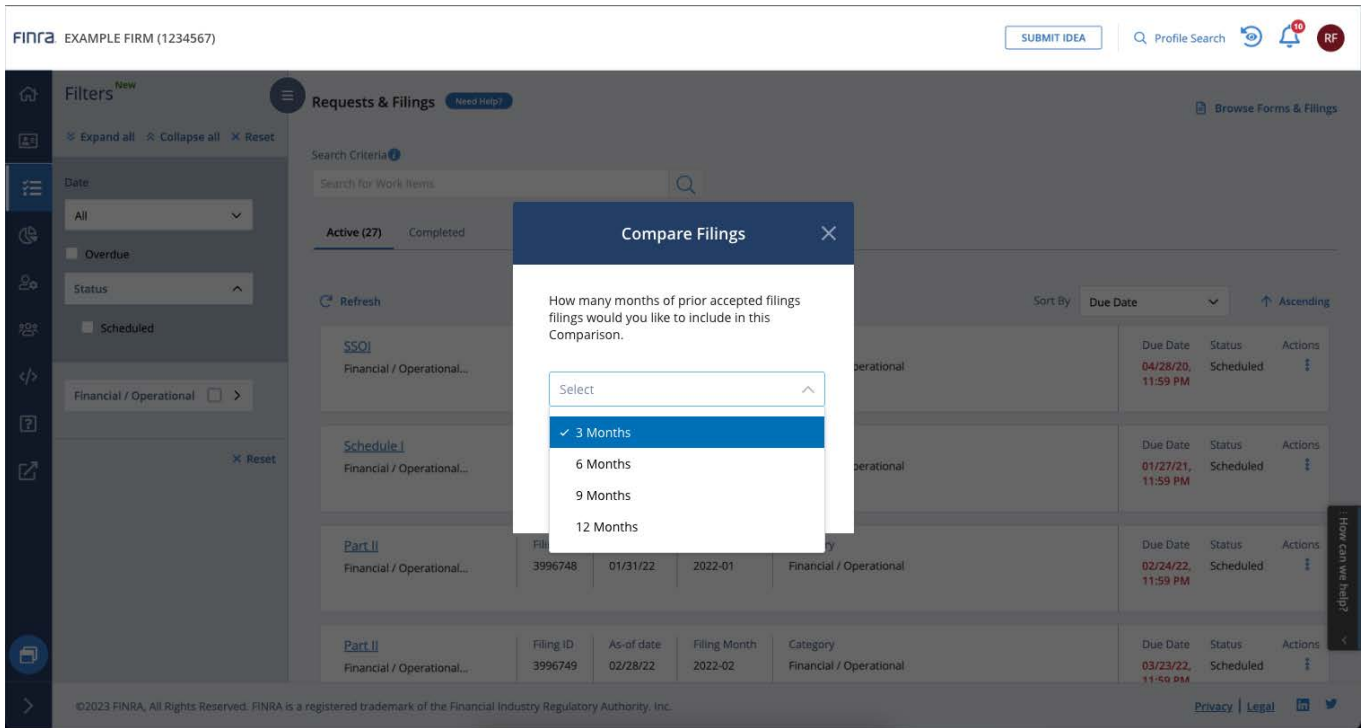 Finra EXAMPLE FIRM (1234567)
SUBMIT IDEA
Profile Search
10
RF
Filters New
Expand all Collapse all Reset
Date
All
Overdue
Status
Scheduled
Financial / Operational
Reset
Requests & Filings Need Help?
Browse Forms & Filings
Search Criteria
Search for Work Items
Active (27) Completed
Refresh
Sort By Due Date Ascending
SSOI
Financial / Operational...
perational
Due Date Status Actions
04/28/20, Scheduled
11:59 PM
Schedule I
Financial / Operational...
perational
Due Date Status Actions
01/27/21, Scheduled
11:59 PM
Part II
Financial / Operational...
3996748 01/31/22 2022-01 Financial / Operational
Due Date Status Actions
02/24/22, Scheduled
11:59 PM
Part II
Financial / Operational...
Filing ID As-of date Filing Month Category
3996749 02/28/22 2022-02 Financial / Operational
Due Date Status Actions
03/23/22, Scheduled
11:59 PM
Compare Filings
How many months of prior accepted filings
filings would you like to include in this
Comparison.
Select
3 Months
6 Months
9 Months
12 Months
How can we help?
©2023 FINRA, All Rights Reserved. FINRA is a registered trademark of the Financial Industry Regulatory Authority, Inc.
Privacy | Legal